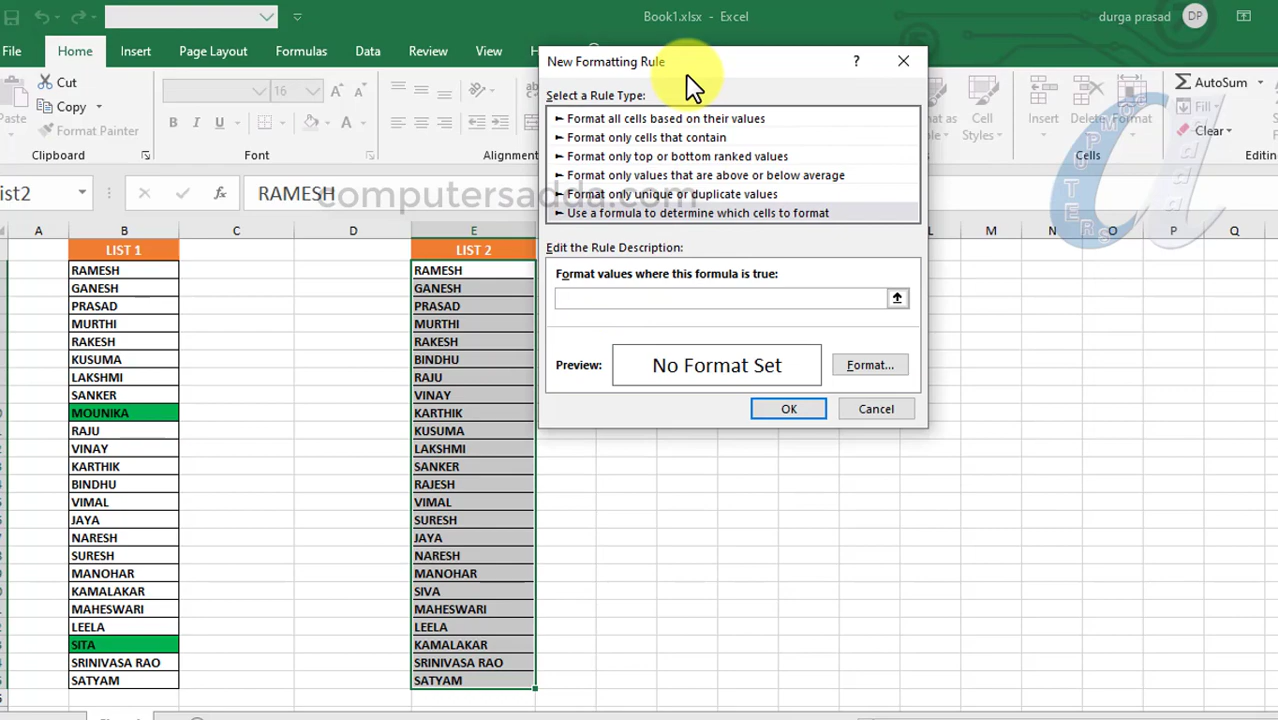 Book1.xlsx - Excel
durga prasad
DP
File
Home
Insert
Page Layout
Formulas
Data
Review
View
H
New Formatting Rule
?
Cut
Copy
Format Painter
Paste
Clipboard
16
A A
B I U
A
Font
Alignment
Cell
Styles
Insert
Delete
Format
Cells
AutoSum
Fill
Clear
Editin
ist2
fx
RAMESH
computersadda.com
Select a Rule Type:
► Format all cells based on their values
► Format only cells that contain
► Format only top or bottom ranked values
► Format only values that are above or below average
► Format only unique or duplicate values
► Use a formula to determine which cells to format
Edit the Rule Description:
Format values where this formula is true:
Preview:
No Format Set
Format...
OK
Cancel
A B C D E L M N O P Q
LIST 1
RAMESH
GANESH
PRASAD
MURTHI
RAKESH
KUSUMA
LAKSHMI
SANKER
MOUNIKA
RAJU
VINAY
KARTHIK
BINDHU
VIMAL
JAYA
NARESH
SURESH
MANOHAR
KAMALAKAR
MAHESWARI
LEELA
SITA
SRINIVASA RAO
SATYAM
LIST 2
RAMESH
GANESH
PRASAD
MURTHI
RAKESH
BINDHU
RAJU
VINAY
KARTHIK
KUSUMA
LAKSHMI
SANKER
RAJESH
VIMAL
SURESH
JAYA
NARESH
MANOHAR
SIVA
MAHESWARI
LEELA
KAMALAKAR
SRINIVASA RAO
SATYAM